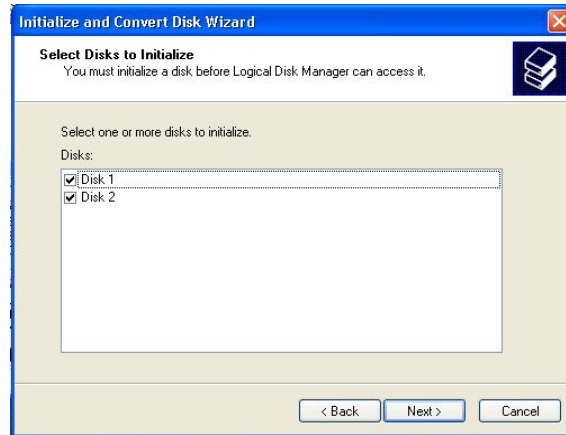 Initialize and Convert Disk Wizard
Select Disks to Initialize
You must initialize a disk before Logical Disk Manager can access it.
Select one or more disks to initialize.
Disks:
Disk 1
Disk 2
< Back Next > Cancel